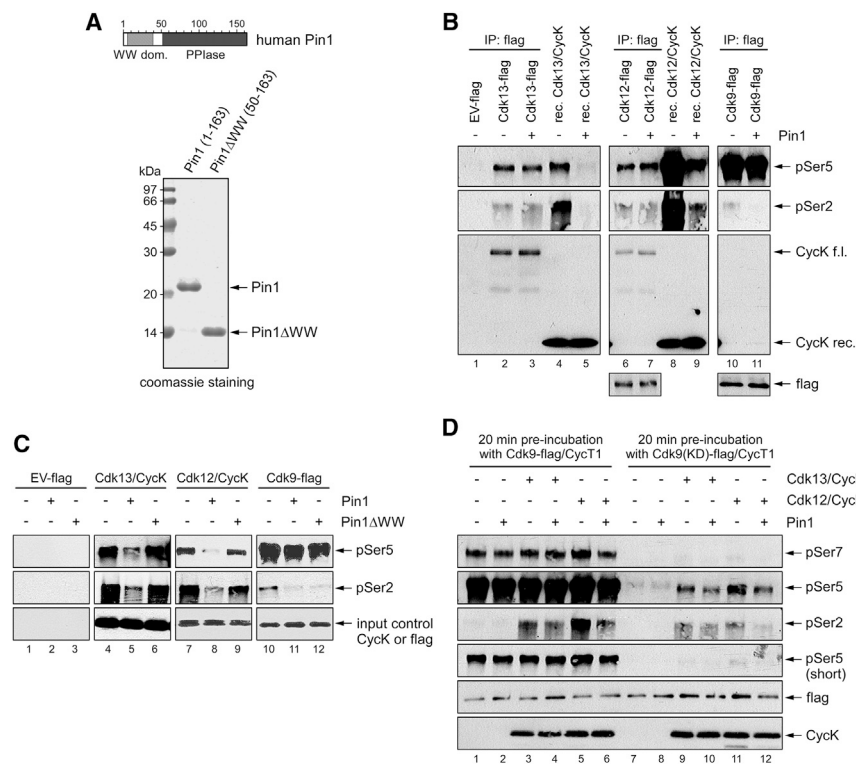 A
1 50 100 150
human Pin1
WW dom. PPIase
Pin1 (1-163)
Pin1ΔWW (50-163)
kDa
97
66
45
30
20
14
Pin1
Pin1ΔWW
coomassie staining
B
IP: flag IP: flag IP: flag
EV-flag
Cdk13-flag
Cdk13-flag
rec. Cdk13/CycK
rec. Cdk13/CycK
Cdk12-flag
Cdk12-flag
rec. Cdk12/CycK
rec. Cdk12/CycK
Cdk9-flag
Cdk9-flag
- - + - + - + - + - + Pin1
pSer5
pSer2
CycK f.l.
CycK rec.
1 2 3 4 5 6 7 8 9 10 11
flag
C
EV-flag Cdk13/CycK Cdk12/CycK Cdk9-flag
- + - - + - - + - - + - Pin1
- - + - - + - - + - - + Pin1ΔWW
pSer5
pSer2
input control
CycK or flag
1 2 3 4 5 6 7 8 9 10 11 12
D
20 min pre-incubation
with Cdk9-flag/CycT1
20 min pre-incubation
with Cdk9(KD)-flag/CycT1
- - + + - - - - + + - - Cdk13/Cyc
- - - - + + - - - - + + Cdk12/Cyc
- + - + - + - + - + - + Pin1
pSer7
pSer5
pSer2
pSer5
(short)
flag
CycK
1 2 3 4 5 6 7 8 9 10 11 12